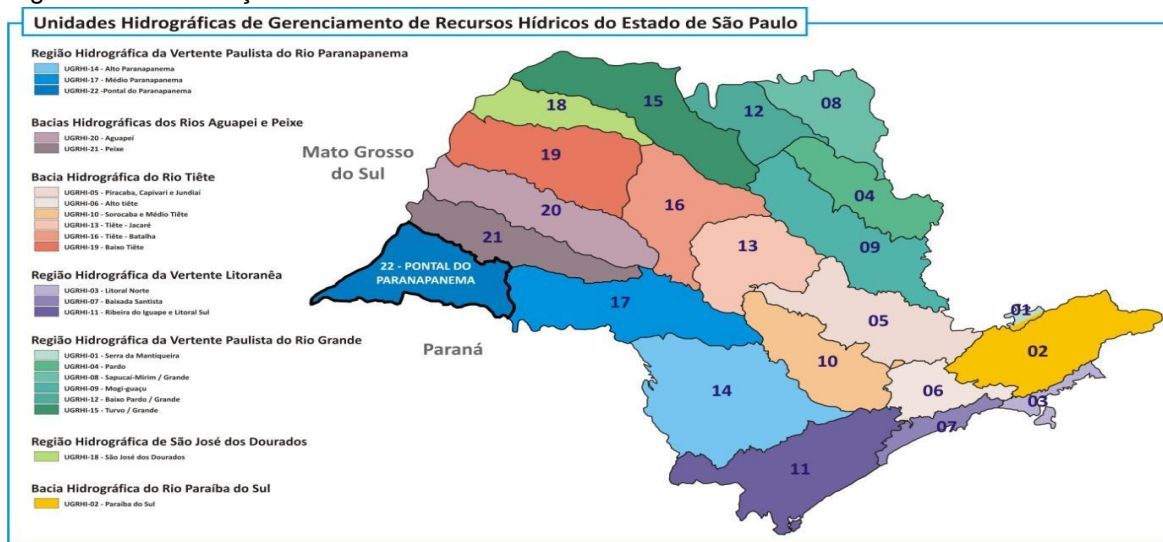 Unidades Hidrográficas de Gerenciamento de Recursos Hídricos do Estado de São Paulo
Região Hidrográfica da Vertente Paulista do Rio Paranapanema
UGRHI-14 - Alto Paranapanema
UGRHI-17 - Médio Paranapanema
UGRHI-22 -Pontal do Paranapanema
Bacias Hidrográficas dos Rios Aguapei e Peixe
UGRHI-20 - Aguapeí
UGRHI-21 - Peixe
Bacia Hidrográfica do Rio Tiête
UGRHI-05 - Piracaba, Capivari e Jundiaí
UGRHI-06 - Alto tiête
UGRHI-10 - Sorocaba e Médio Tiête
UGRHI-13 - Tiête - Jacaré
UGRHI-16 - Tiête - Batalha
UGRHI-19 - Baixo Tiête
Região Hidrográfica da Vertente Litoranêa
UGRHI-03 - Litoral Norte
UGRHI-07 - Baixada Santista
UGRHI-11 - Ribeira do Iguape e Litoral Sul
Região Hidrográfica da Vertente Paulista do Rio Grande
UGRHI-01 - Serra da Mantiqueira
UGRHI-04 - Pardo
UGRHI-08 - Sapucaí-Mirim / Grande
UGRHI-09 - Mogi-guaçu
UGRHI-12 - Baixo Pardo / Grande
UGRHI-15 - Turvo / Grande
Região Hidrográfica de São José dos Dourados
UGRHI-18 - São José dos Dourados
Bacia Hidrográfica do Rio Paraíba do Sul
UGRHI-02 - Paraíba do Sul
Mato Grosso
do Sul
Paraná
18
15
12
08
19
04
20
16
21
13
09
22 - PONTAL DO
PARANAPANEMA
17
05
01
02
10
14
06
03
07
11